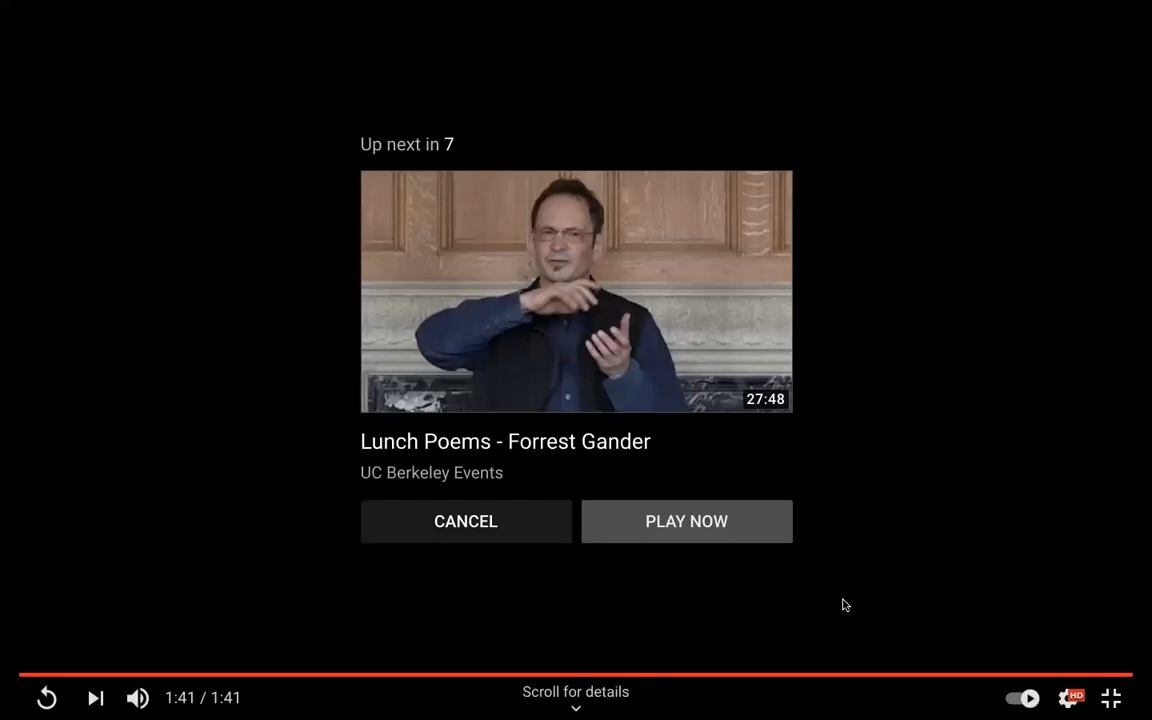 Up next in 7
27:48
Lunch Poems - Forrest Gander
UC Berkeley Events
CANCEL
PLAY NOW
1:41 / 1:41
Scroll for details
HD